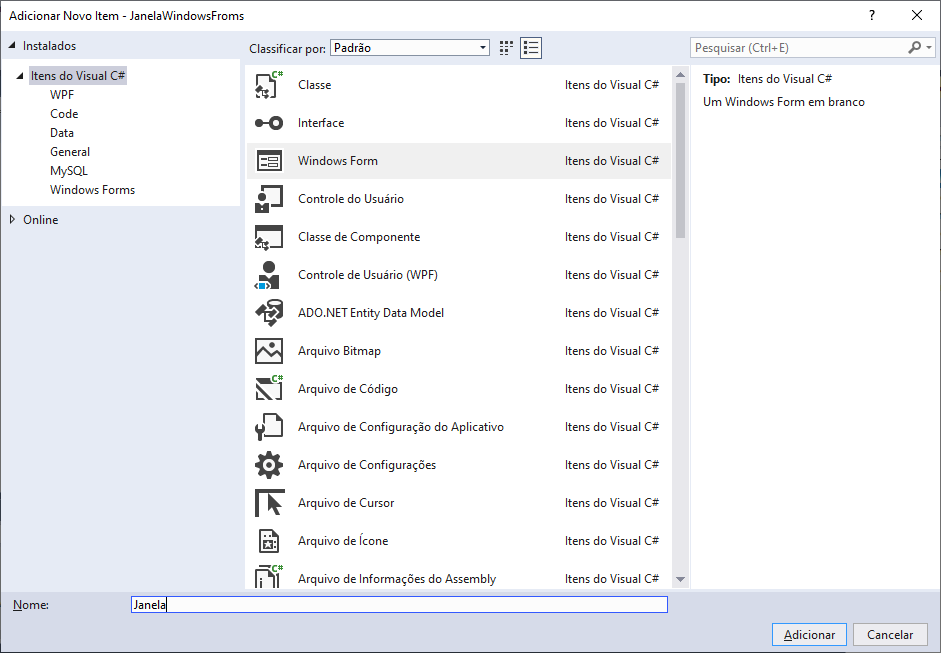 Adicionar Novo Item - JanelaWindowsFroms
?
Instalados
Classificar por: Padrão
Pesquisar (Ctrl+E)
Itens do Visual C#
WPF
Code
Data
General
MySQL
Windows Forms
Online
C# Classe Itens do Visual C#
Interface Itens do Visual C#
Windows Form Itens do Visual C#
Controle do Usuário Itens do Visual C#
Classe de Componente Itens do Visual C#
Controle de Usuário (WPF) Itens do Visual C#
ADO.NET Entity Data Model Itens do Visual C#
Arquivo Bitmap Itens do Visual C#
C# Arquivo de Código Itens do Visual C#
Arquivo de Configuração do Aplicativo Itens do Visual C#
Arquivo de Configurações Itens do Visual C#
Arquivo de Cursor Itens do Visual C#
Arquivo de Ícone Itens do Visual C#
C# Arquivo de Informações do Assembly Itens do Visual C#
Tipo: Itens do Visual C#
Um Windows Form em branco
Nome: Janela
Adicionar Cancelar